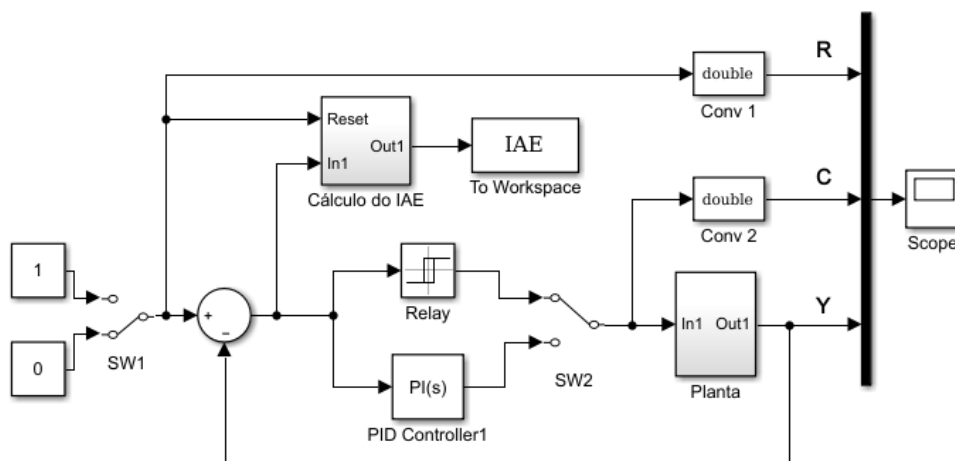 R
double
Conv 1
Reset
In1
Out1
Cálculo do IAE
IAE
To Workspace
C
double
Conv 2
Scope
1
0
SW1
+
−
Relay
PI(s)
PID Controller1
SW2
In1
Out1
Planta
Y